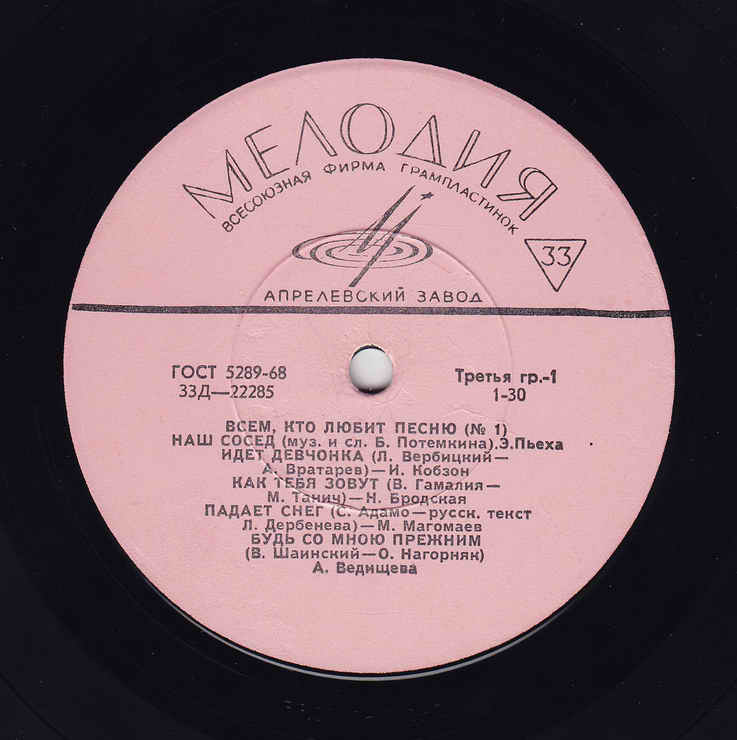 МЕЛОДИЯ
ВСЕСОЮЗНАЯ ФИРМА ГРАМПЛАСТИНОК
33
АПРЕЛЕВСКИЙ ЗАВОД
ГОСТ 5289-68
Третья гр.-1
33Д—22285
1-30
ВСЕМ, КТО ЛЮБИТ ПЕСНЮ (№ 1)
НАШ СОСЕД (муз. и сл. Б. Потемкина).Э.Пьеха
ИДЕТ ДЕВЧОНКА (Л. Вербицкий—
А. Вратарев)—И. Кобзон
КАК ТЕБЯ ЗОВУТ (В. Гамалия—
М. Танич)—Н. Бродская
ПАДАЕТ СНЕГ (С. Адамо—русск. текст
Л. Дербенева)—М. Магомаев
БУДЬ СО МНОЮ ПРЕЖНИМ
(В. Шаинский—О. Нагорняк)
А. Ведищева